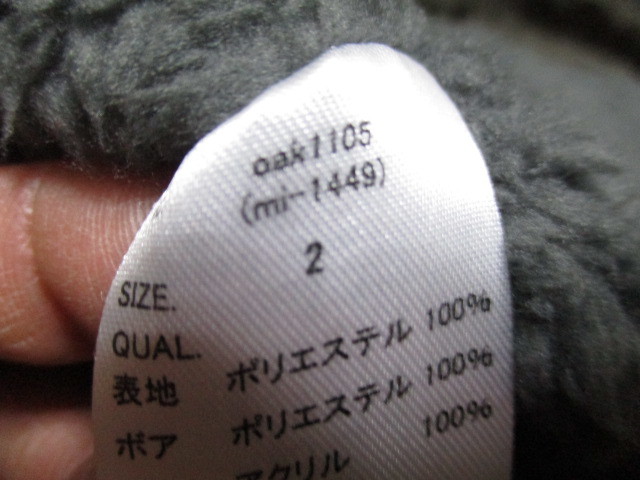 oak1105
(mi-1449)
SIZE. 2
QUAL.
表地 ポリエステル 100%
ボア ポリエステル 100%
アクリル 100%